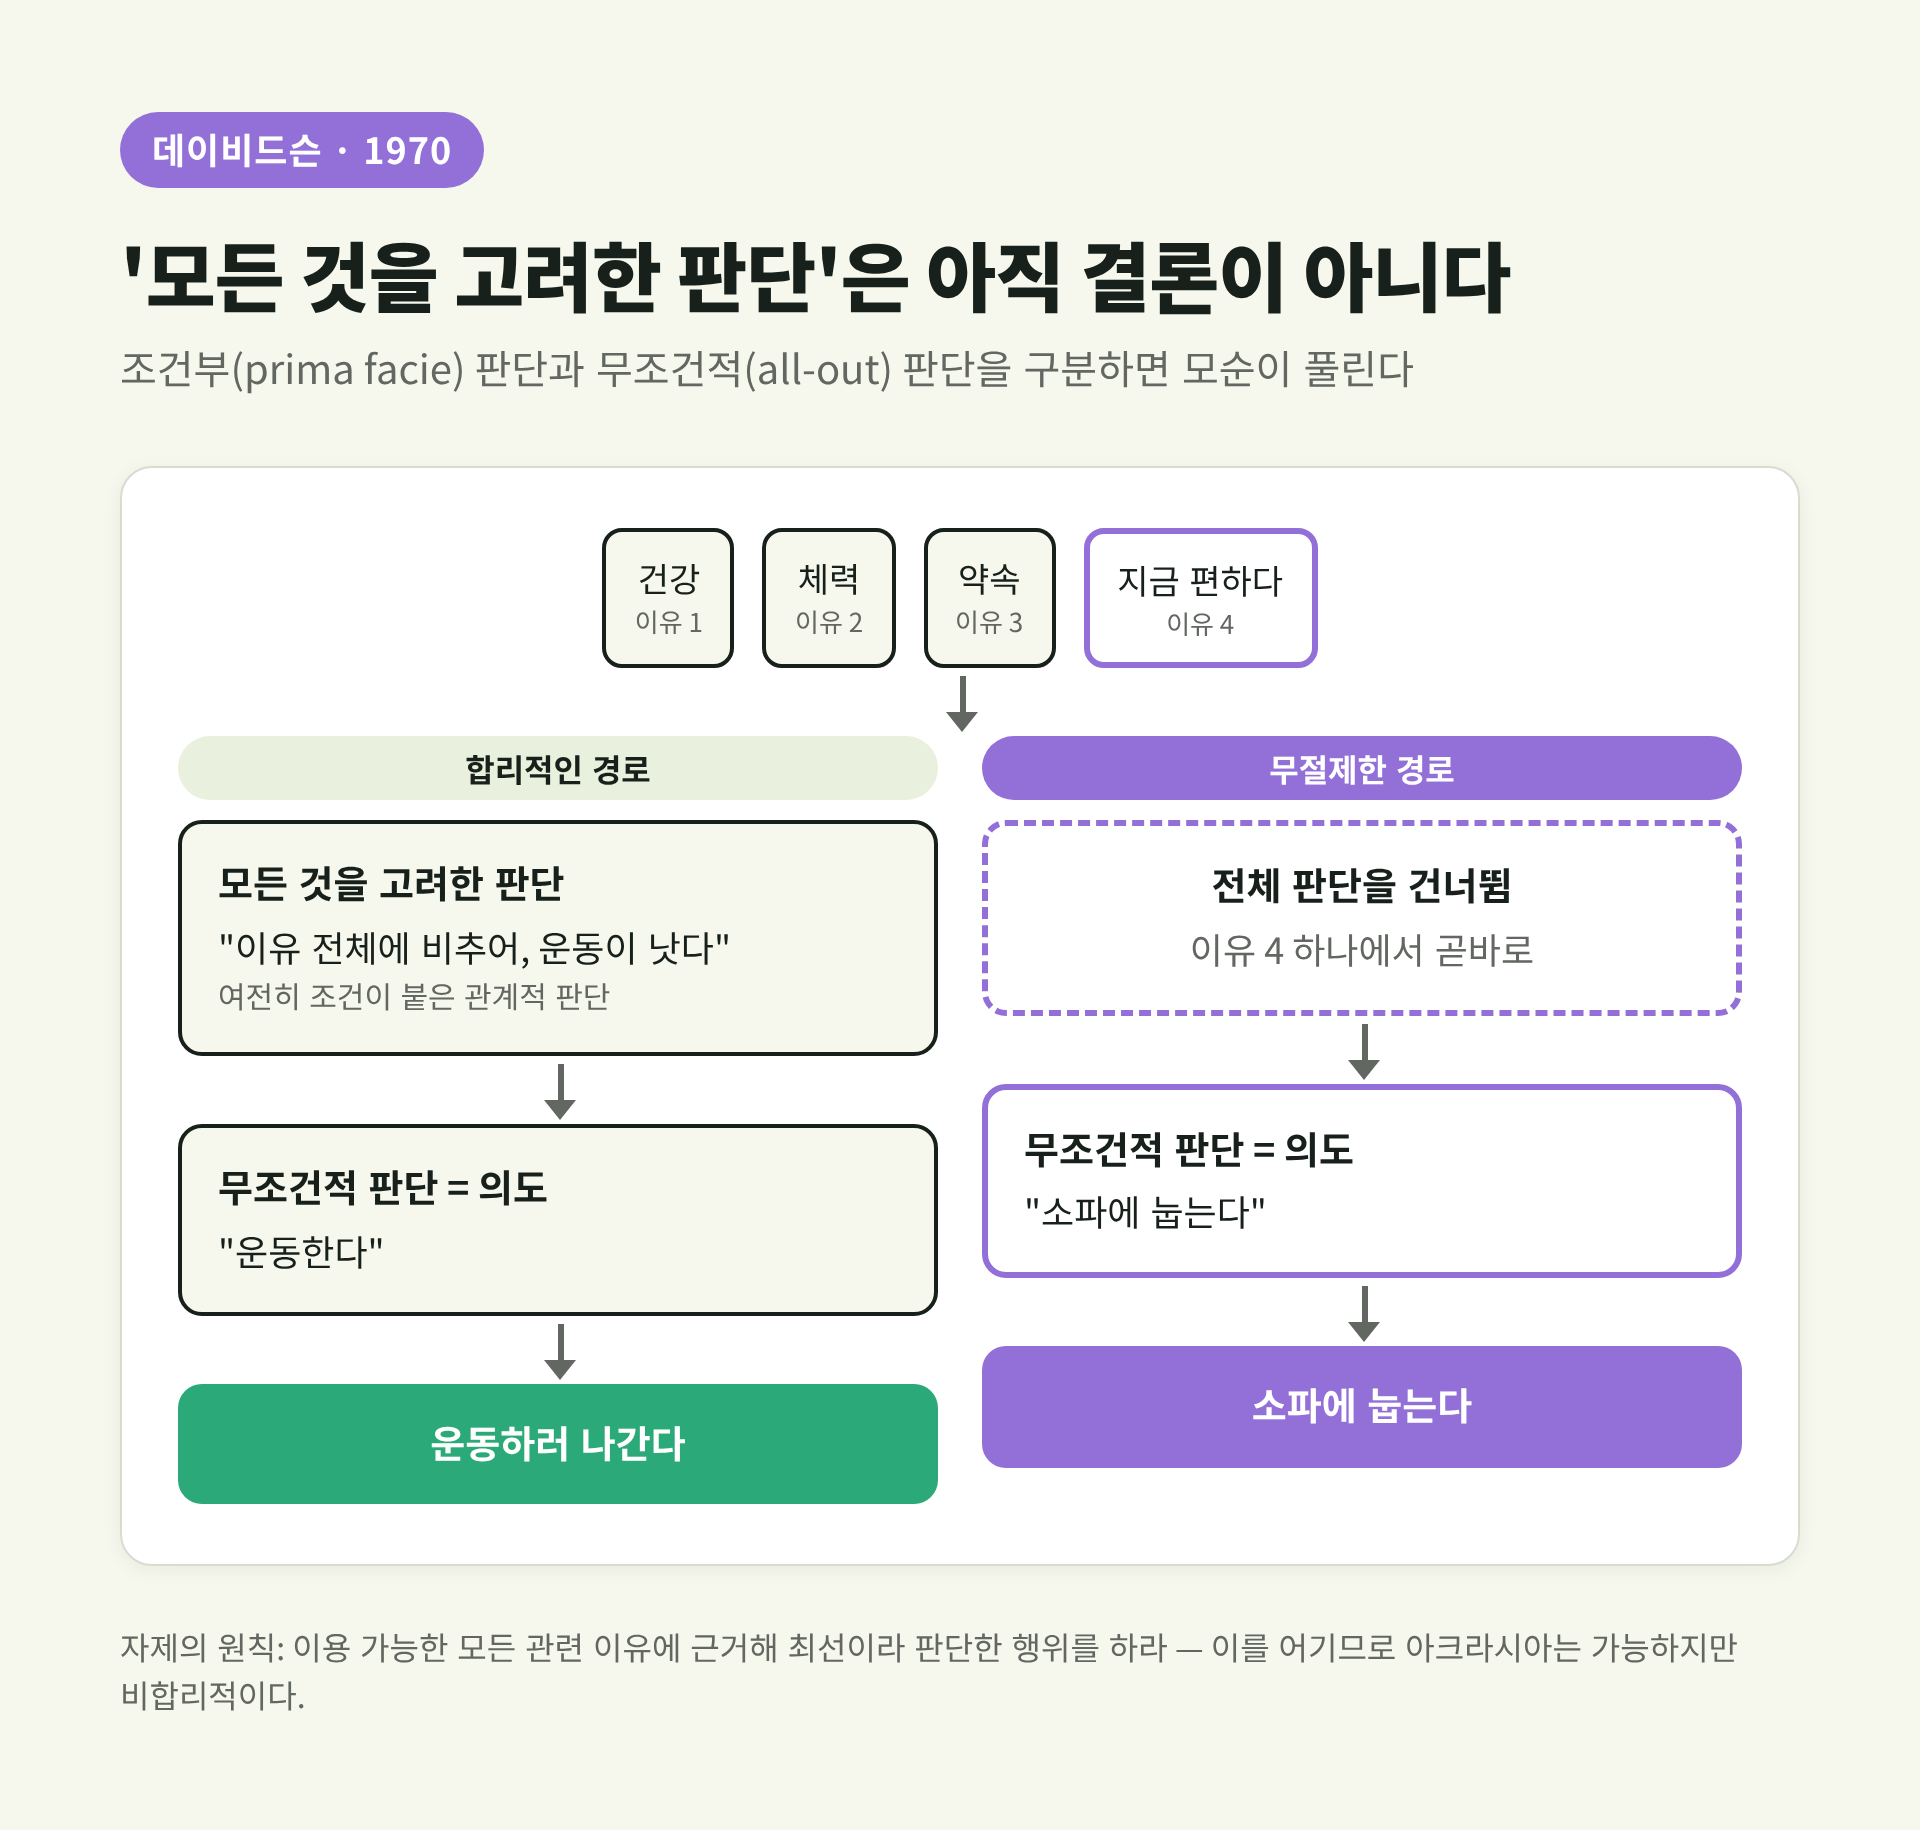 데이비드슨 · 1970
'모든 것을 고려한 판단'은 아직 결론이 아니다
조건부(prima facie) 판단과 무조건적(all-out) 판단을 구분하면 모순이 풀린다
건강
이유 1
체력
이유 2
약속
이유 3
지금 편하다
이유 4
합리적인 경로
모든 것을 고려한 판단
"이유 전체에 비추어, 운동이 낫다"
여전히 조건이 붙은 관계적 판단
무조건적 판단 = 의도
"운동한다"
운동하러 나간다
무절제한 경로
전체 판단을 건너뜀
이유 4 하나에서 곧바로
무조건적 판단 = 의도
"소파에 눕는다"
소파에 눕는다
자제의 원칙: 이용 가능한 모든 관련 이유에 근거해 최선이라 판단한 행위를 하라 — 이를 어기므로 아크라시아는 가능하지만
비합리적이다.